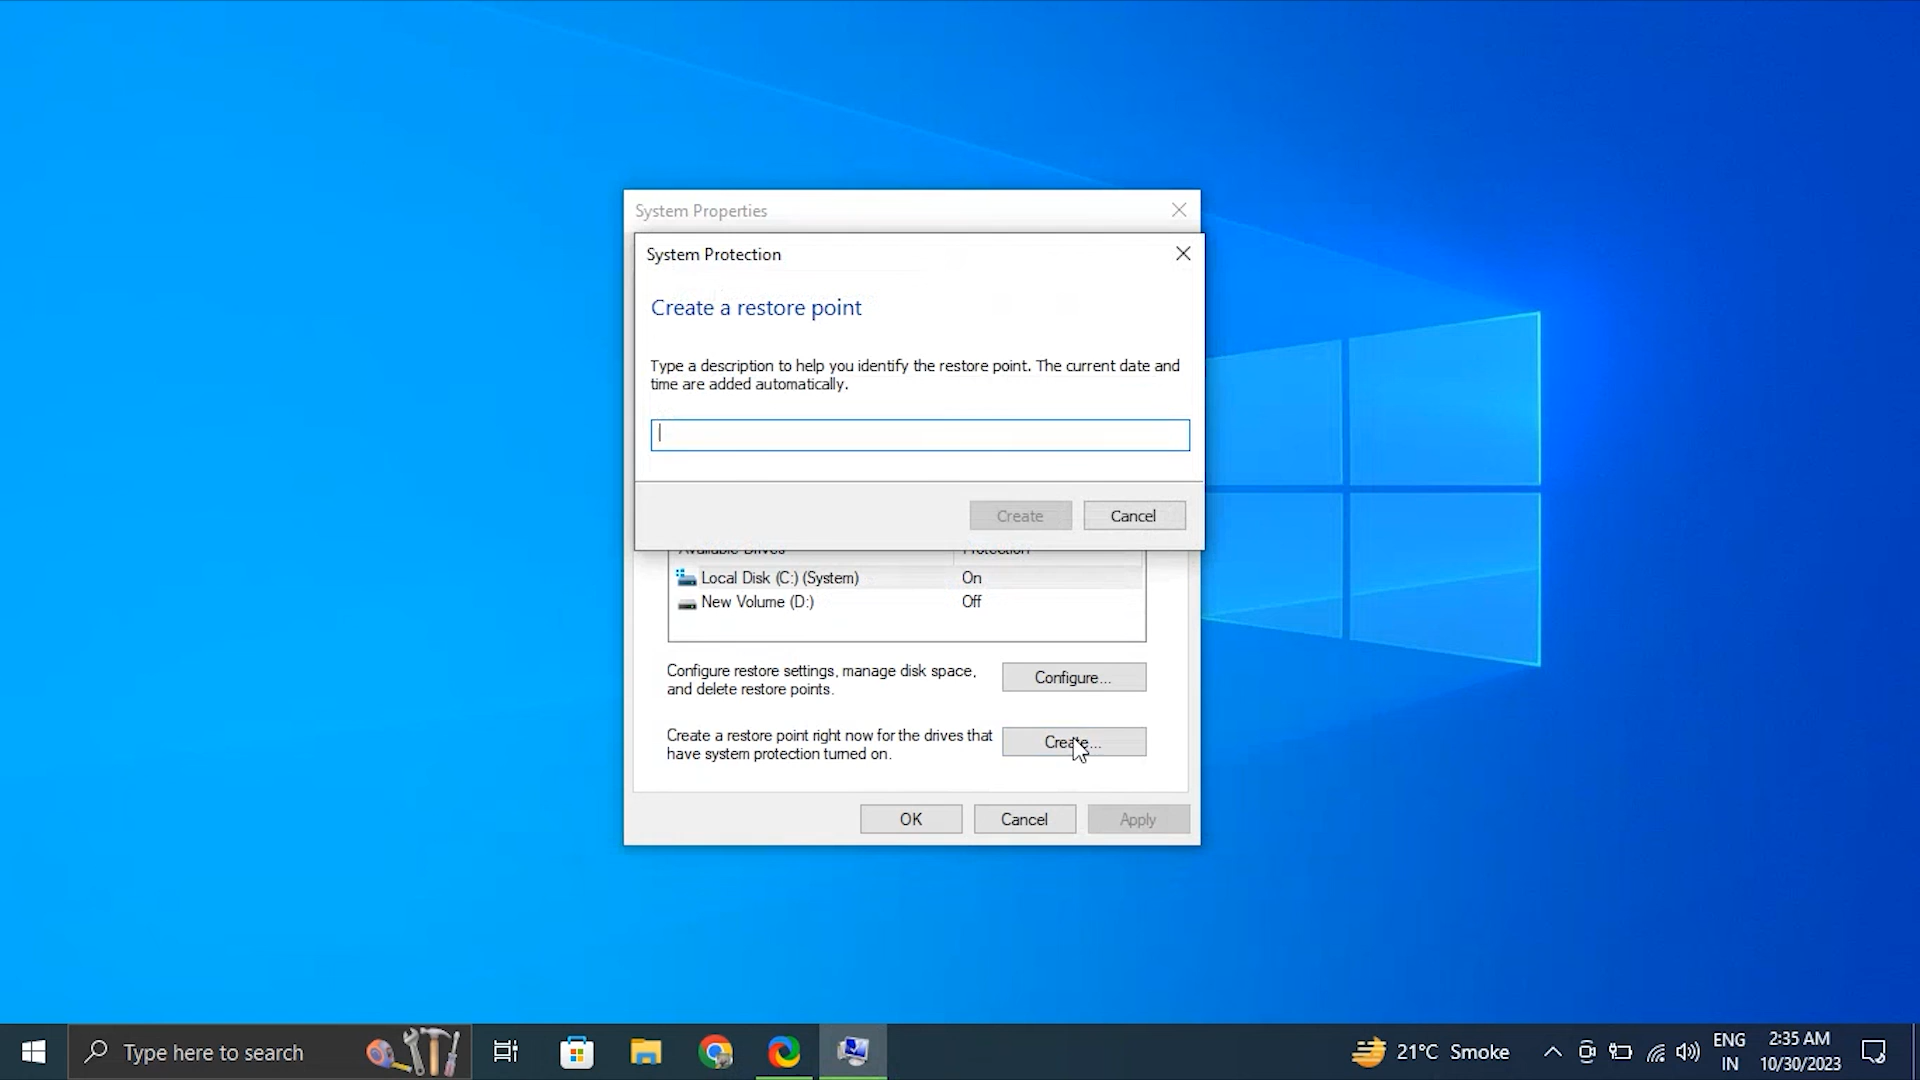 System Properties
System Protection
Create a restore point
Type a description to help you identify the restore point. The current date and
time are added automatically.
Create
Cancel
Available Drives Protection
Local Disk (C:) (System) On
New Volume (D:) Off
Configure restore settings, manage disk space,
and delete restore points.
Configure...
Create a restore point right now for the drives that
have system protection turned on.
Create...
OK
Cancel
Apply
Type here to search
21°C Smoke
ENG
IN
2:35 AM
10/30/2023